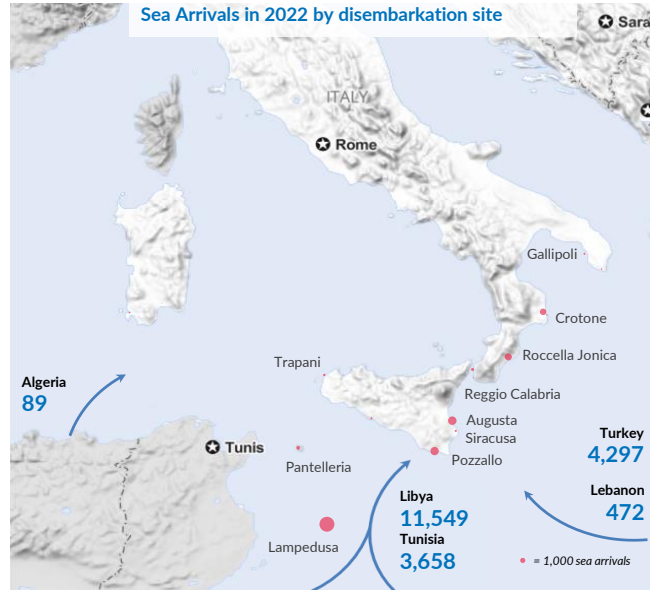 Sea Arrivals in 2022 by disembarkation site
Sara
ITALY
Rome
Gallipoli
Crotone
Trapani
Roccella Jonica
Algeria
89
Reggio Calabria
Augusta
Siracusa
Turkey
4,297
Tunis
Pozzallo
Pantelleria
Lebanon
472
Libya
11,549
Tunisia
3,658
Lampedusa
= 1,000 sea arrivals